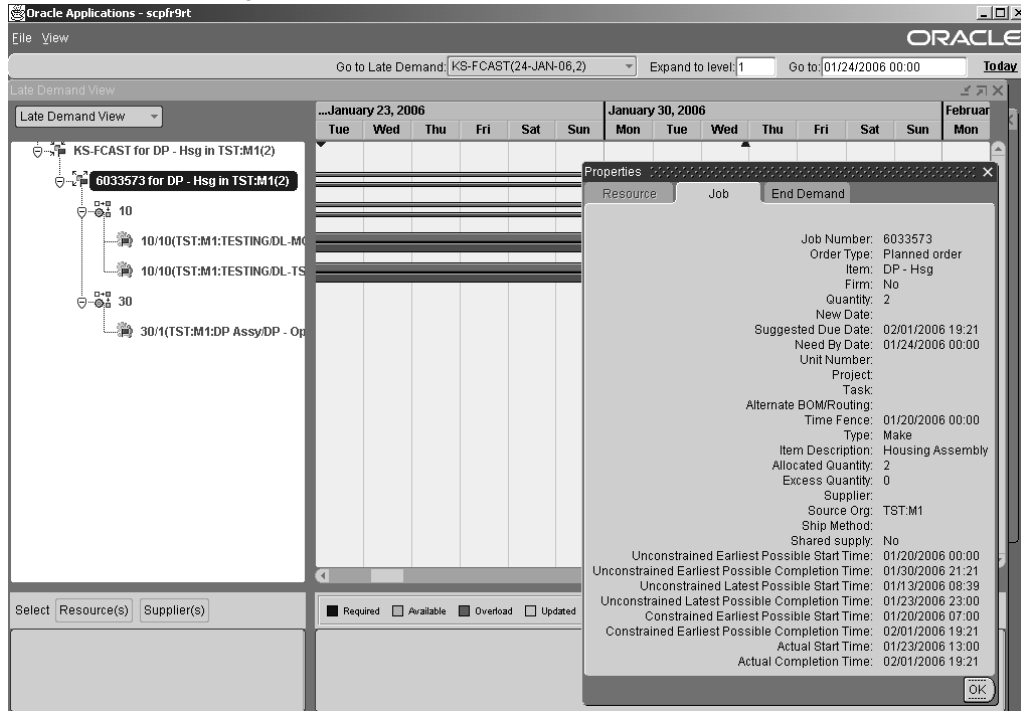 Oracle Applications - scpfr9rt
File View
ORACLE
Go to Late Demand: KS-FCAST(24-JAN-06,2) Expand to level: 1 Go to: 01/24/2006 00:00 Today
Late Demand View
Late Demand View
...January 23, 2006 January 30, 2006 Februar
Tue Wed Thu Fri Sat Sun Mon Tue Wed Thu Fri Sat Sun Mon
KS-FCAST for DP - Hsg in TST:M1(2)
6033573 for DP - Hsg in TST:M1(2)
10
10/10(TST:M1:TESTING/DL-MC
10/10(TST:M1:TESTING/DL-TS
30
30/1(TST:M1:DP Assy/DP - Op
Properties
Resource Job End Demand
Job Number: 6033573
Order Type: Planned order
Item: DP - Hsg
Firm: No
Quantity: 2
New Date:
Suggested Due Date: 02/01/2006 19:21
Need By Date: 01/24/2006 00:00
Unit Number:
Project:
Task:
Alternate BOM/Routing:
Time Fence: 01/20/2006 00:00
Type: Make
Item Description: Housing Assembly
Allocated Quantity: 2
Excess Quantity: 0
Supplier:
Source Org: TST:M1
Ship Method:
Shared supply: No
Unconstrained Earliest Possible Start Time: 01/20/2006 00:00
Unconstrained Earliest Possible Completion Time: 01/30/2006 21:21
Unconstrained Latest Possible Start Time: 01/13/2006 08:39
Unconstrained Latest Possible Completion Time: 01/23/2006 23:00
Constrained Earliest Possible Start Time: 01/20/2006 07:00
Constrained Earliest Possible Completion Time: 02/01/2006 19:21
Actual Start Time: 01/23/2006 13:00
Actual Completion Time: 02/01/2006 19:21
OK
Select Resource(s) Supplier(s)
Required Available Overload Updated